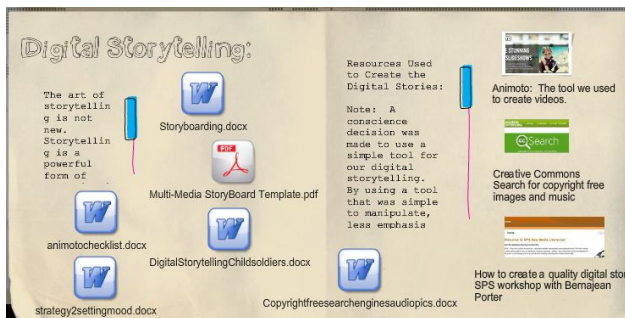 Digital Storytelling:
The art of
storytellin
g is not
new.
Storytellin
g is a
powerful
form of
Storyboarding.docx
PDF
Multi-Media StoryBoard Template.pdf
animotochecklist.docx
DigitalStorytellingChildsoldiers.docx
strategy2settingmood.docx
Resources Used
to Create the
Digital Stories:
Note: A
conscience
decision was
made to use a
simple tool for
our digital
storytelling.
By using a tool
that was simple
to manipulate,
less emphasis
Copyrightfreesearchenginesaudiopics.docx
E STUNNING
SLIDESHOWS
Animoto: The tool we used
to create videos.
cc Search
Creative Commons
Search for copyright free
images and music
How to create a quality digital stor
SPS workshop with Bernajean
Porter